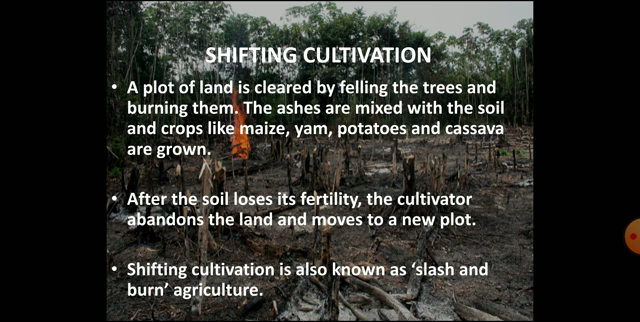 SHIFTING CULTIVATION
• A plot of land is cleared by felling the trees and
burning them. The ashes are mixed with the soil
and crops like maize, yam, potatoes and cassava
are grown.
• After the soil loses its fertility, the cultivator
abandons the land and moves to a new plot.
• Shifting cultivation is also known as ‘slash and
burn’ agriculture.